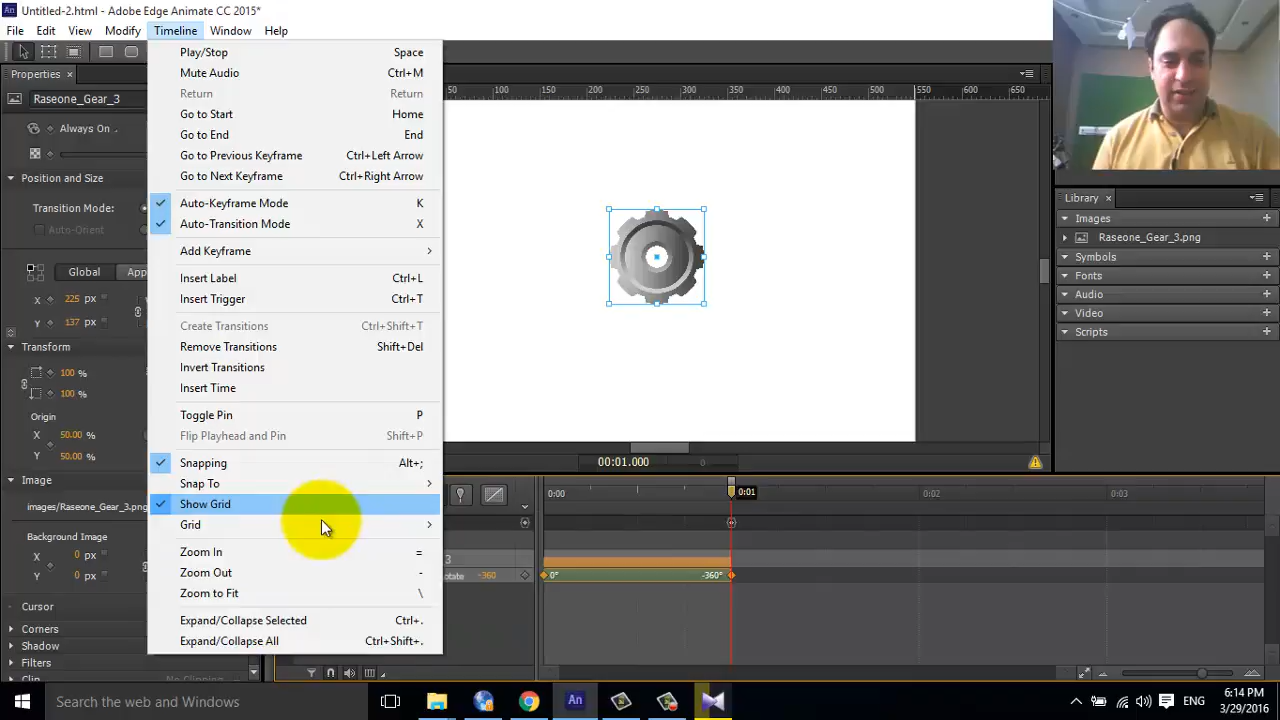 Untitled-2.html - Adobe Edge Animate CC 2015*
File Edit View Modify Timeline Window Help
Properties
Raseone_Gear_3
Always On
Position and Size
Transition Mode:
Auto-Orient
Global App
X 225 px
Y 137 px
Transform
100 %
100 %
Origin
X 50.00 %
Y 50.00 %
Image
images/Raseone_Gear_3.png
Background Image
X 0 px
Y 0 px
Cursor
Corners
Shadow
Filters
Clip
Play/Stop Space
Mute Audio Ctrl+M
Return Return
Go to Start Home
Go to End End
Go to Previous Keyframe Ctrl+Left Arrow
Go to Next Keyframe Ctrl+Right Arrow
Auto-Keyframe Mode K
Auto-Transition Mode X
Add Keyframe
Insert Label Ctrl+L
Insert Trigger Ctrl+T
Create Transitions Ctrl+Shift+T
Remove Transitions Shift+Del
Invert Transitions
Insert Time
Toggle Pin P
Flip Playhead and Pin Shift+P
Snapping Alt+;
Snap To
Show Grid
Grid
Zoom In =
Zoom Out -
Zoom to Fit \
Expand/Collapse Selected Ctrl+.
Expand/Collapse All Ctrl+Shift+.
50 100 150 200 250 300 350 400 450 500 550 600 650
00:01.000 0
0:00 0:01 0:02 0:03
3
otate -360 0° -360°
Library
Images
Raseone_Gear_3.png
Symbols
Fonts
Audio
Video
Scripts
Search the web and Windows
An
ENG
6:14 PM
3/29/2016